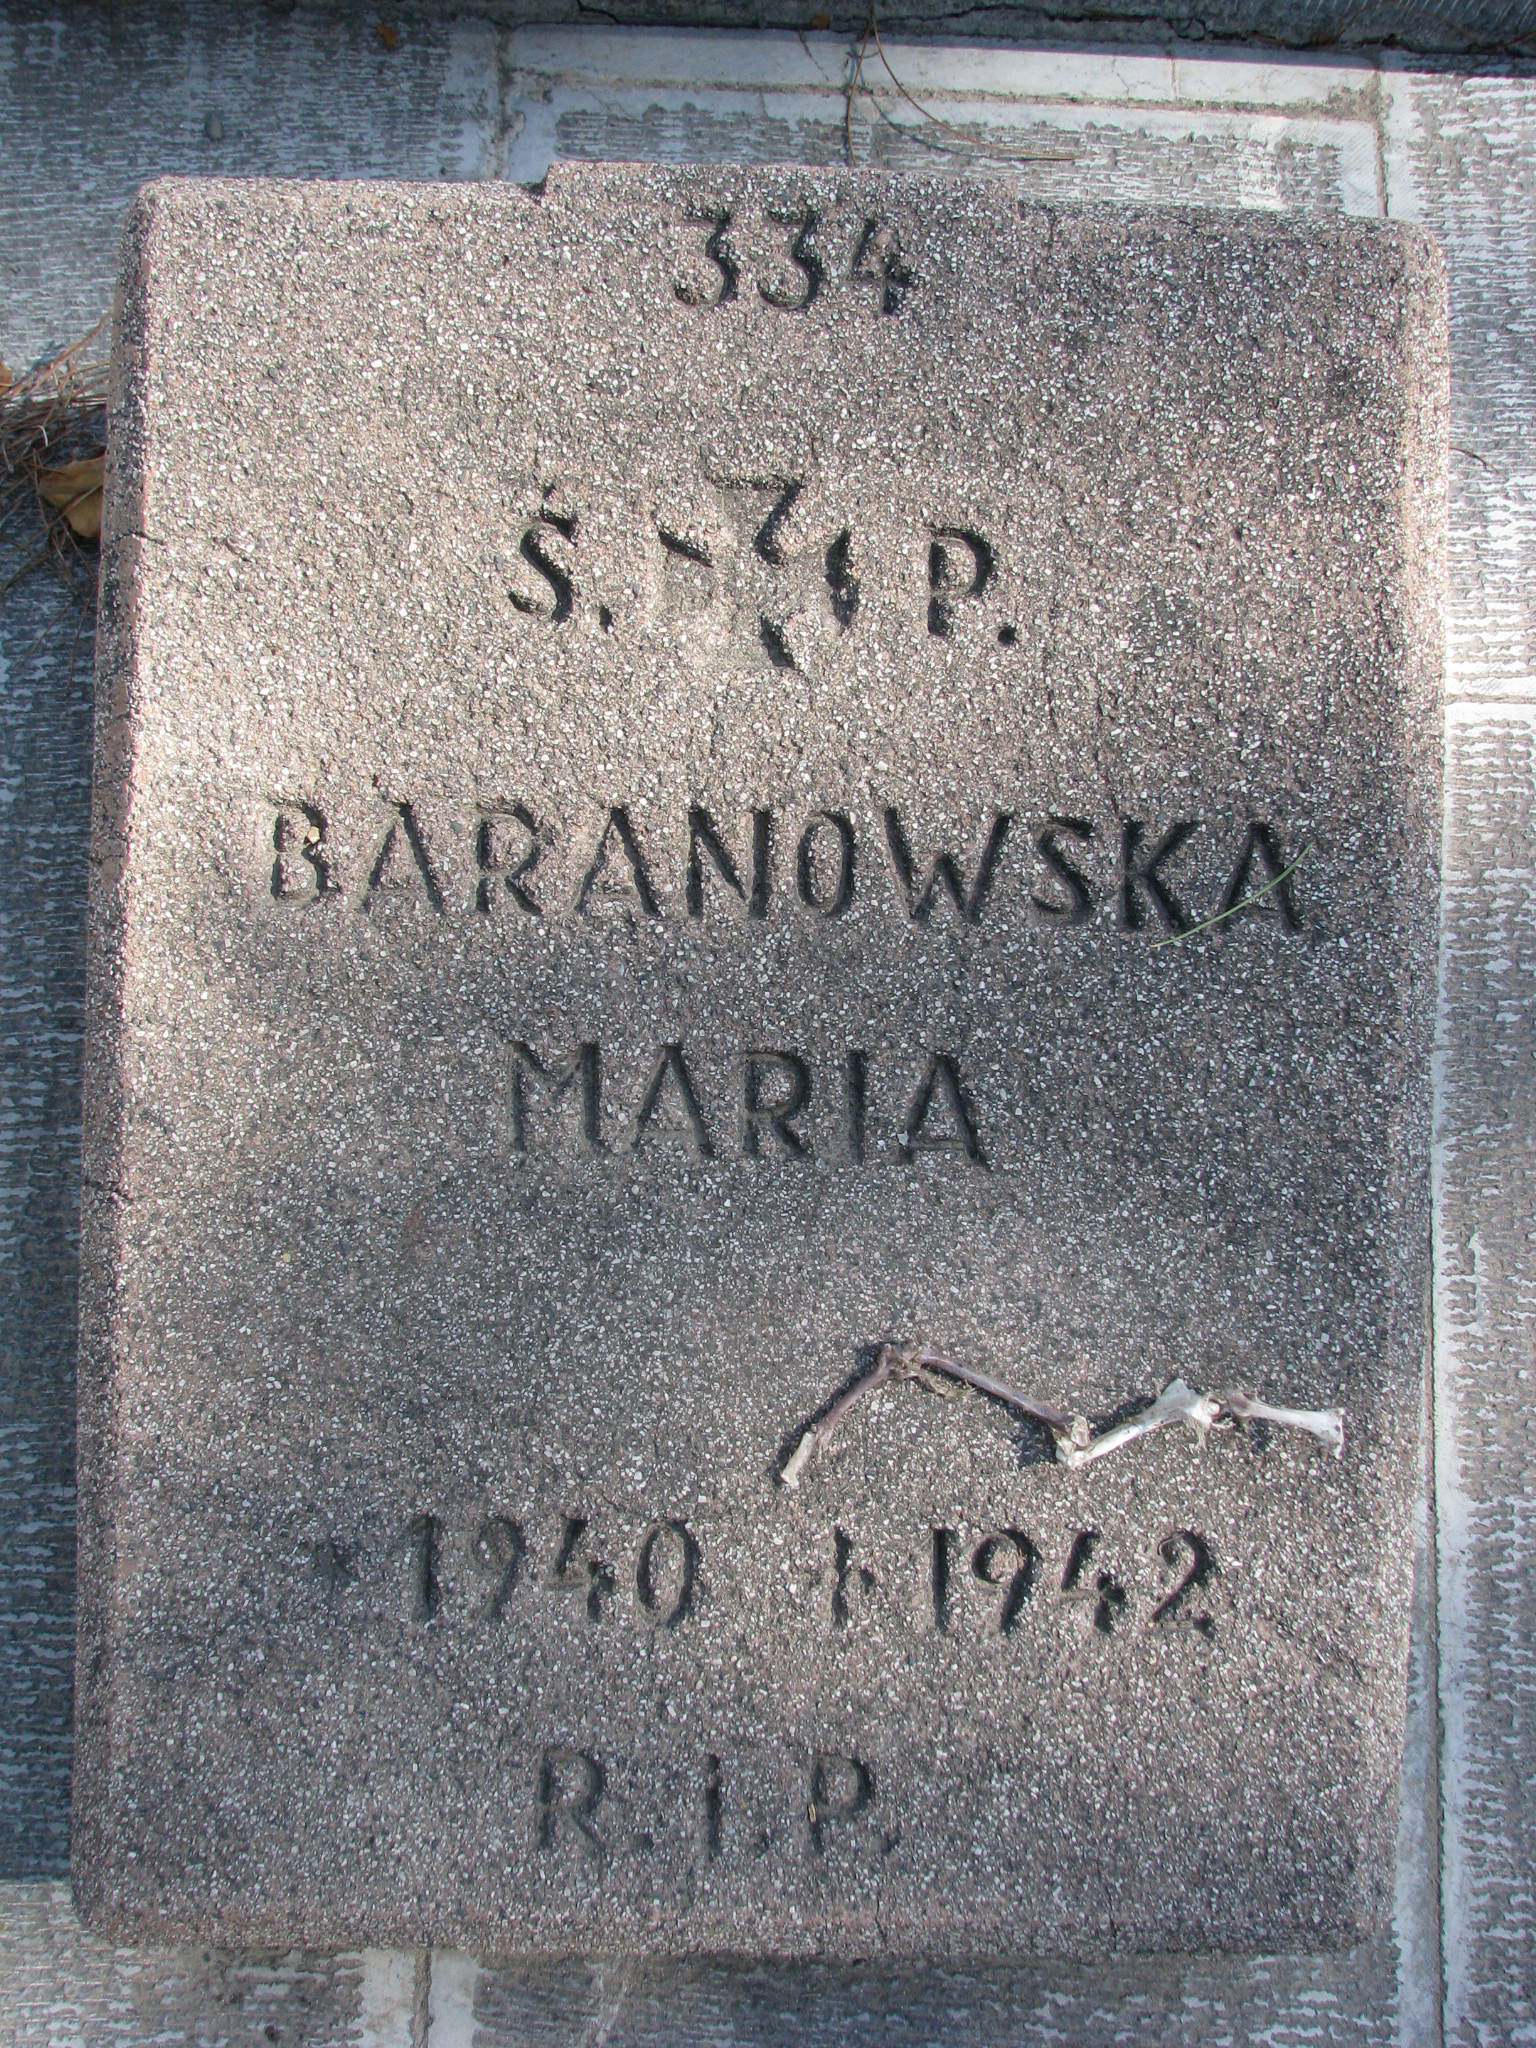 334
Ś. P.
BARANOWSKA
MARIA
* 1940 + 1942
R.i.P.